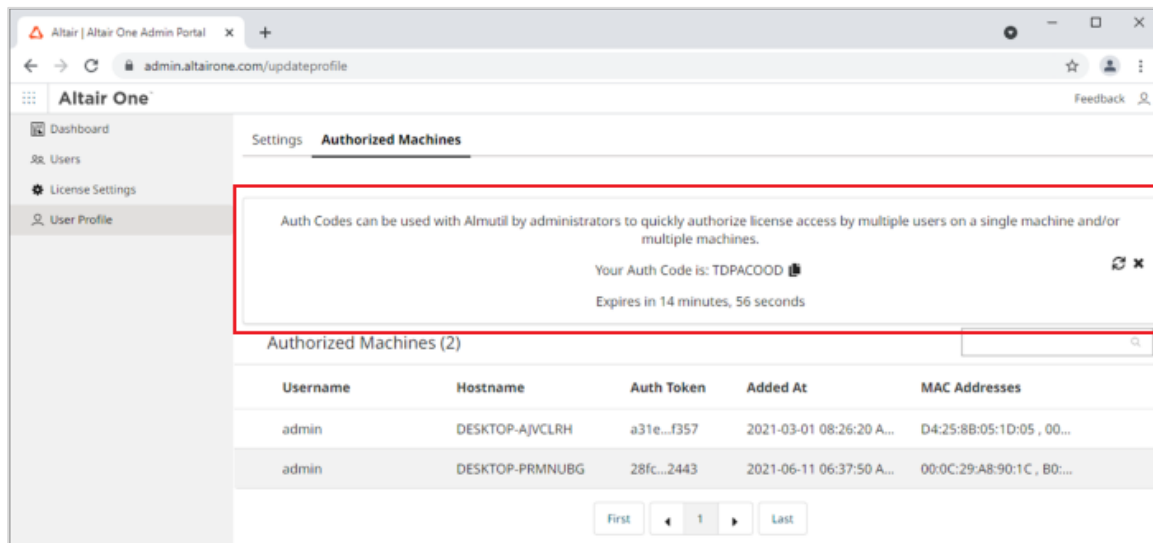 Altair | Altair One Admin Portal
admin.altairone.com/updateprofile
Altair One
Feedback
Dashboard
Users
License Settings
User Profile
Settings Authorized Machines
Auth Codes can be used with Almutil by administrators to quickly authorize license access by multiple users on a single machine and/or
multiple machines.
Your Auth Code is: TDPACOOD
Expires in 14 minutes, 56 seconds
Authorized Machines (2)
Username Hostname Auth Token Added At MAC Addresses
admin DESKTOP-AJVCLRH a31e...f357 2021-03-01 08:26:20 A... D4:25:8B:05:1D:05 , 00...
admin DESKTOP-PRMNUBG 28fc...2443 2021-06-11 06:37:50 A... 00:0C:29:A8:90:1C , B0:...
First 1 Last